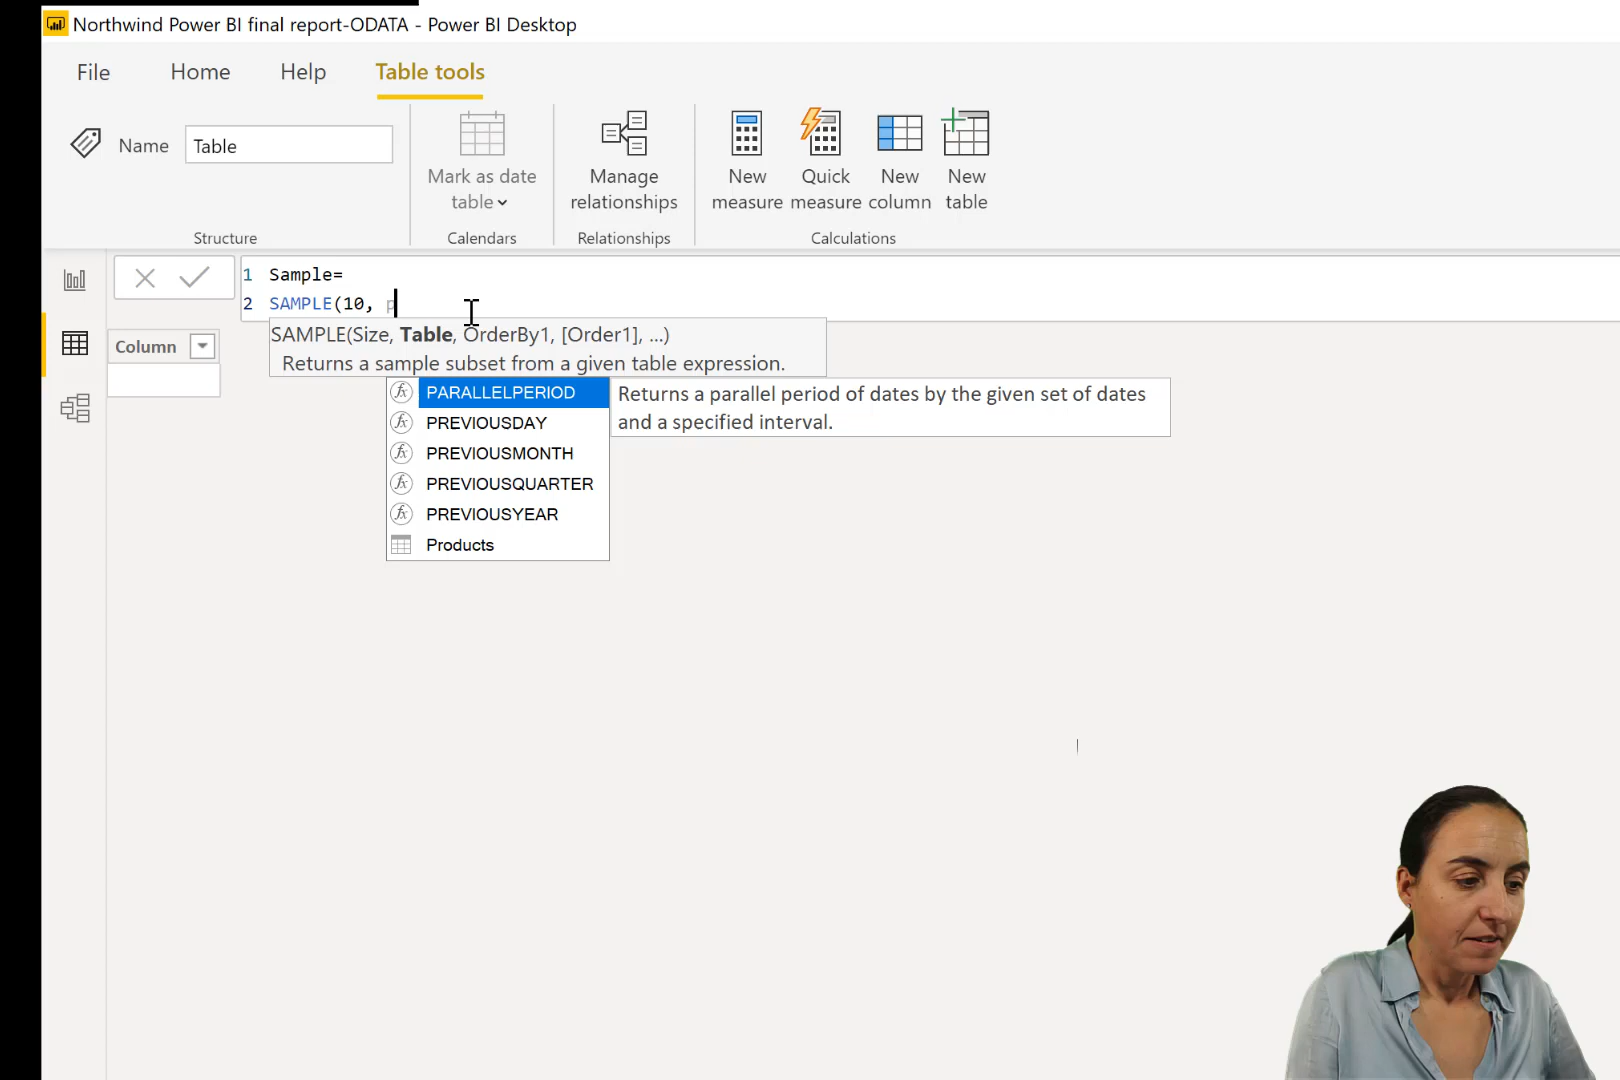 Northwind Power BI final report-ODATA - Power BI Desktop
File Home Help Table tools
Name Table
Mark as date table
Manage relationships
New measure
Quick measure
New column
New table
Structure Calendars Relationships Calculations
1 Sample=
2 SAMPLE(10, p
SAMPLE(Size, Table, OrderBy1, [Order1], ...)
Returns a sample subset from a given table expression.
Column
PARALLELPERIOD
Returns a parallel period of dates by the given set of dates
and a specified interval.
PREVIOUSDAY
PREVIOUSMONTH
PREVIOUSQUARTER
PREVIOUSYEAR
Products